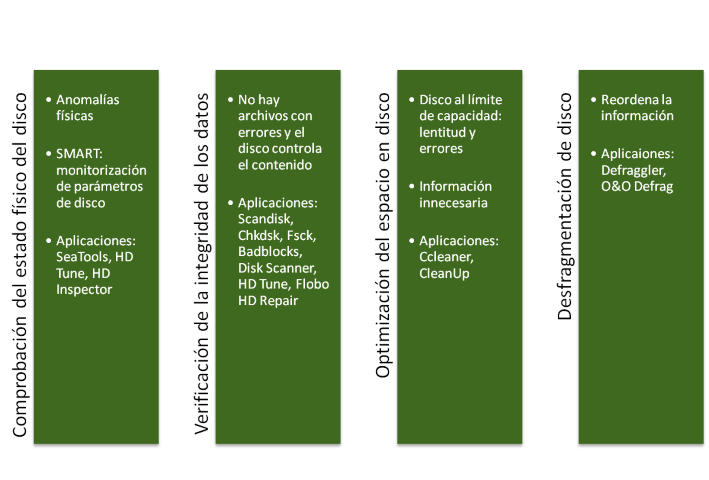 Comprobación del estado físico del disco
• Anomalías
físicas
• SMART:
monitorización
de parámetros
de disco
• Aplicaciones:
SeaTools, HD
Tune, HD
Inspector
Verificación de la integridad de los datos
• No hay
archivos con
errores y el
disco controla
el contenido
• Aplicaciones:
Scandisk,
Chkdsk, Fsck,
Badblocks,
Disk Scanner,
HD Tune, Flobo
HD Repair
Optimización del espacio en disco
• Disco al límite
de capacidad:
lentitud y
errores
• Información
innecesaria
• Aplicaciones:
Ccleaner,
CleanUp
Desfragmentación de disco
• Reordena la
información
• Aplicaiones:
Defraggler,
O&O Defrag